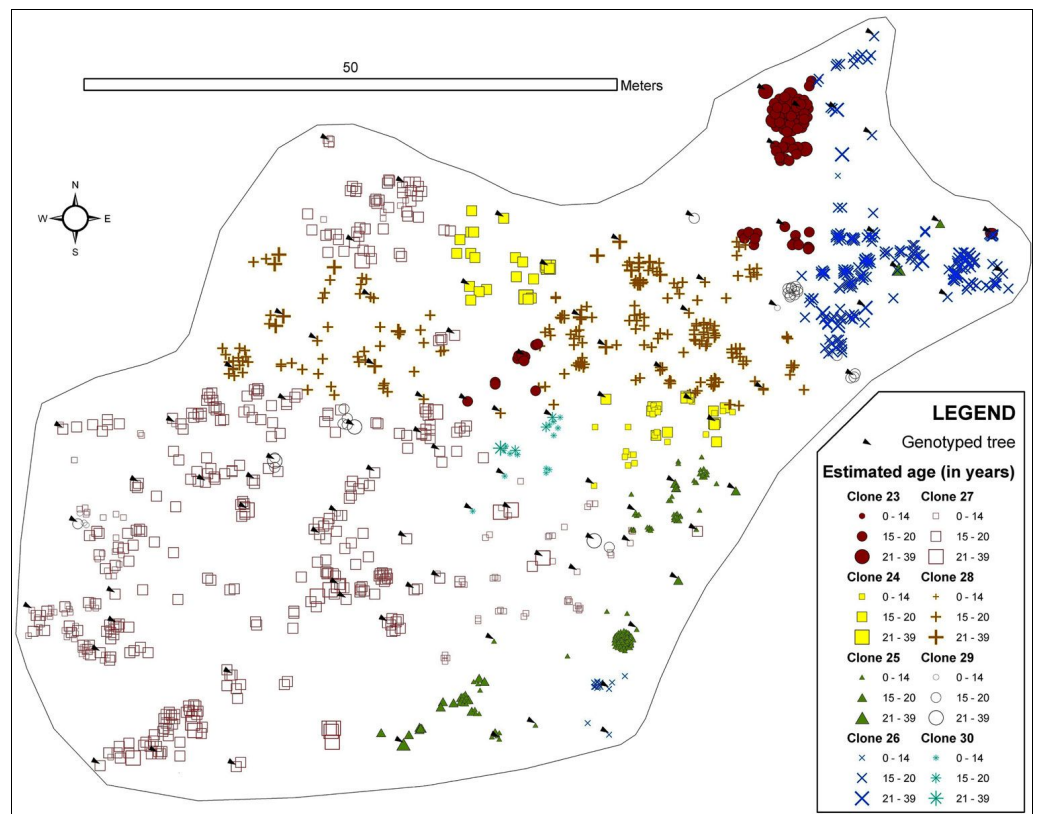 50
Meters
N
W E
S
LEGEND
Genotyped tree
Estimated age (in years)
Clone 23 Clone 27
0 - 14 0 - 14
15 - 20 15 - 20
21 - 39 21 - 39
Clone 24 Clone 28
0 - 14 0 - 14
15 - 20 15 - 20
21 - 39 21 - 39
Clone 25 Clone 29
0 - 14 0 - 14
15 - 20 15 - 20
21 - 39 21 - 39
Clone 26 Clone 30
0 - 14 0 - 14
15 - 20 15 - 20
21 - 39 21 - 39